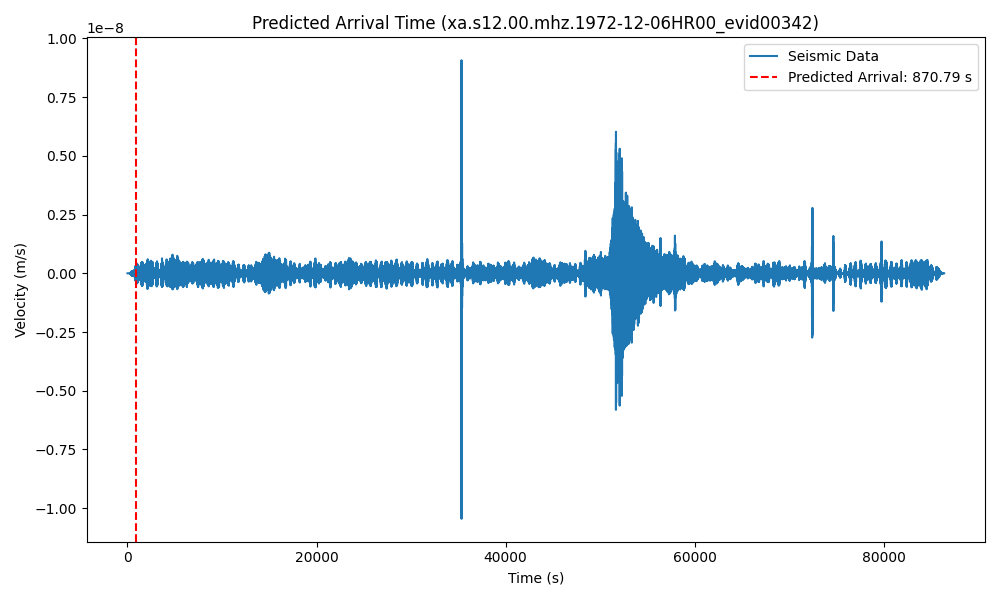 Predicted Arrival Time (xa.s12.00.mhz.1972-12-06HR00_evid00342)
1e−8
Seismic Data
Predicted Arrival: 870.79 s
1.00
0.75
0.50
0.25
0.00
−0.25
−0.50
−0.75
−1.00
Velocity (m/s)
0 20000 40000 60000 80000
Time (s)